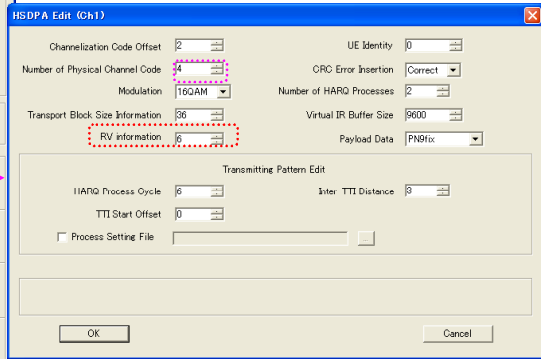 HSDPA Edit (Ch1)
Channelization Code Offset 2
UE Identity 0
Number of Physical Channel Code 4
CRC Error Insertion Correct
Modulation 16QAM
Number of HARQ Processes 2
Transport Block Size Information 36
Virtual IR Buffer Size 9600
RV information 6
Payload Data PN9fix
Transmitting Pattern Edit
HARQ Process Cycle 6
Inter TTI Distance 3
TTI Start Offset 0
Process Setting File ...
OK Cancel